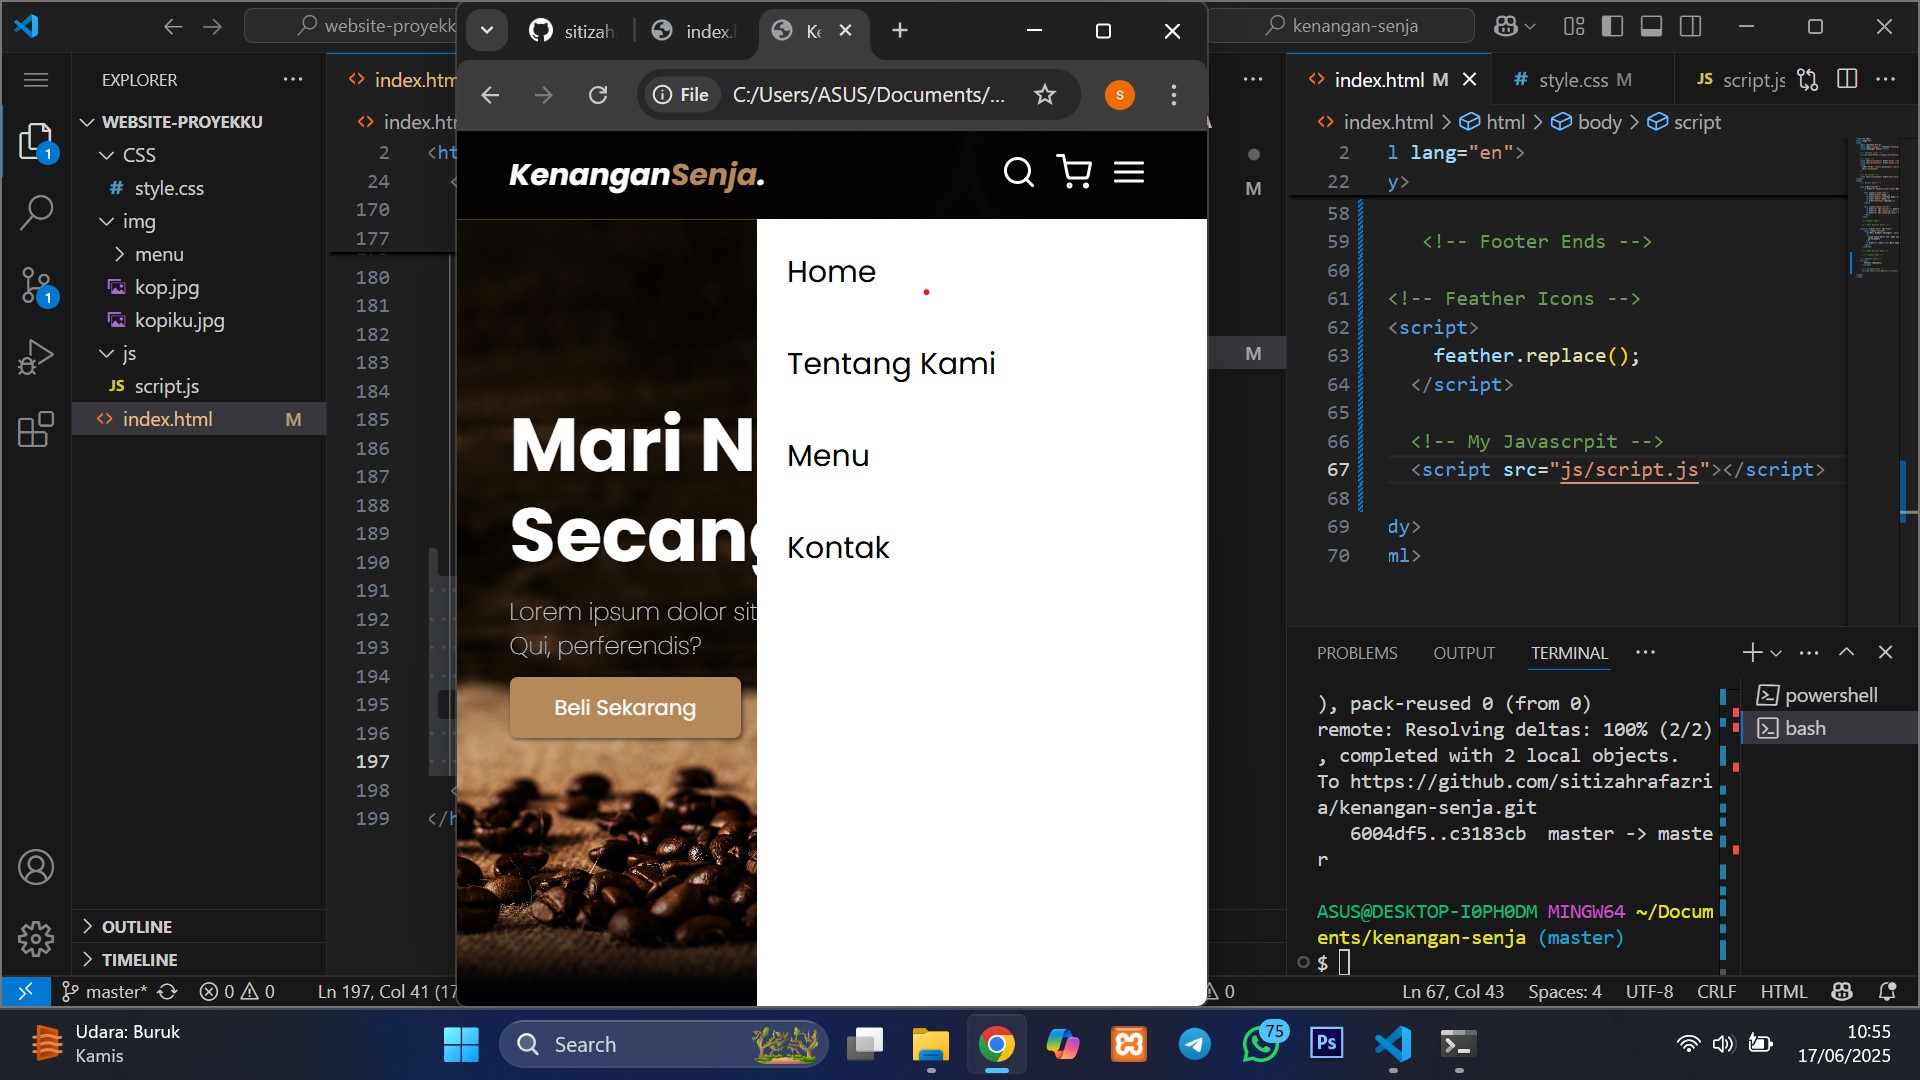 website-proyekk
EXPLORER
WEBSITE-PROYEKKU
CSS
# style.css
img
menu
kop.jpg
kopiku.jpg
js
JS script.js
<> index.html M
OUTLINE
TIMELINE
1
1
<> index.htm
<> index.htm
2 <ht
24 <
170
177
180
181
182
183
184
185
186
187
188
189
190
191
192
193
194
195
196
197
198 <
199 </h
M
M
sitizah
index.
Ke
File
C:/Users/ASUS/Documents/...
s
KenanganSenja.
Home
Tentang Kami
Menu
Kontak
Mari N
Secang
Lorem ipsum dolor sit
Qui, perferendis?
Beli Sekarang
kenangan-senja
<> index.html M
# style.css M
JS script.js
<> index.html > html > body > script
2 l lang="en">
22 y>
58
59 <!-- Footer Ends -->
60
61 <!-- Feather Icons -->
62 <script>
63 feather.replace();
64 </script>
65
66 <!-- My Javascrpit -->
67 <script src="js/script.js"></script>
68
69 dy>
70 ml>
PROBLEMS OUTPUT TERMINAL
), pack-reused 0 (from 0)
remote: Resolving deltas: 100% (2/2)
, completed with 2 local objects.
To https://github.com/sitizahrafazri
a/kenangan-senja.git
6004df5..c3183cb master -> maste
r
ASUS@DESKTOP-I0PH0DM MINGW64 ~/Docum
ents/kenangan-senja (master)
$
powershell
bash
master* 0 0 Ln 197, Col 41 (17
0 Ln 67, Col 43 Spaces: 4 UTF-8 CRLF HTML
Udara: Buruk
Kamis
Search
75
Ps
10:55
17/06/2025